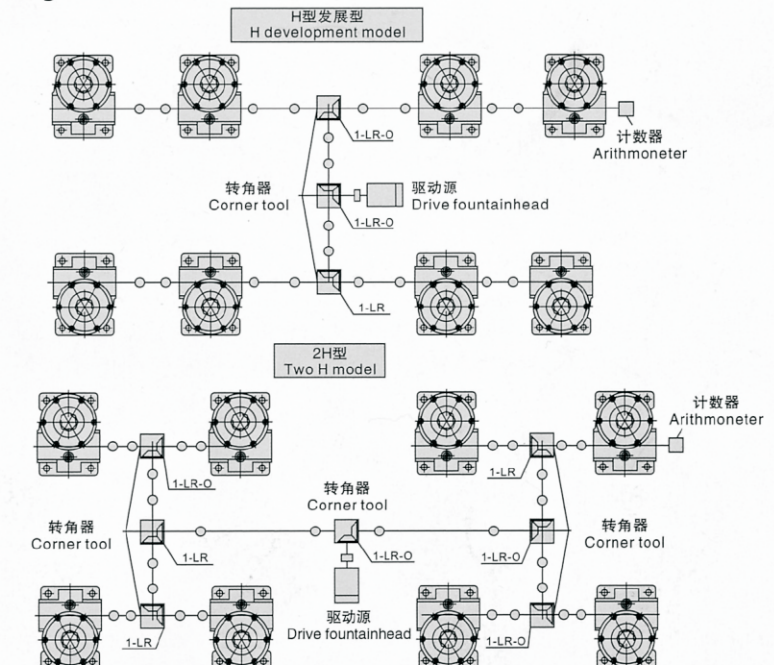 H型发展型
H development model
1-LR-O
计数器
Arithmoneter
转角器
Corner tool
驱动源
Drive fountainhead
1-LR-O
1-LR
2H型
Two H model
计数器
Arithmoneter
1-LR-O
1-LR
转角器
Corner tool
转角器
Corner tool
转角器
Corner tool
1-LR
1-LR-O
1-LR-O
驱动源
Drive fountainhead
1-LR
1-LR-O